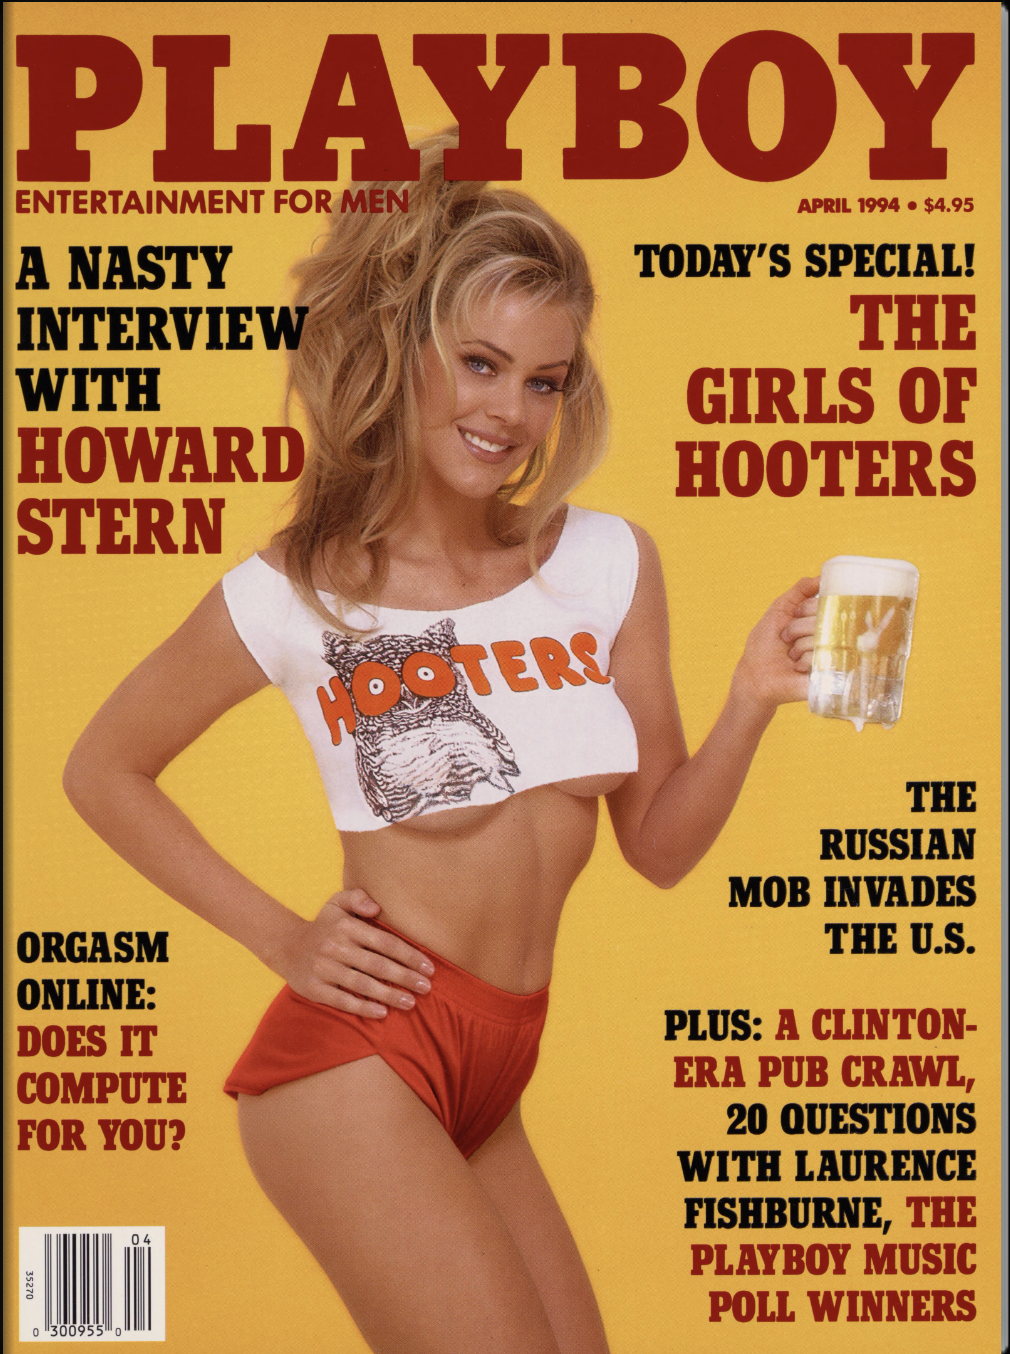 PLAYBOY
ENTERTAINMENT FOR MEN
APRIL 1994 • $4.95
A NASTY
INTERVIEW
WITH
HOWARD
STERN
TODAY'S SPECIAL!
THE
GIRLS OF
HOOTERS
HOOTERS
THE
RUSSIAN
MOB INVADES
THE U.S.
ORGASM
ONLINE:
DOES IT
COMPUTE
FOR YOU?
PLUS: A CLINTON-
ERA PUB CRAWL,
20 QUESTIONS
WITH LAURENCE
FISHBURNE, THE
PLAYBOY MUSIC
POLL WINNERS
04
35270
0 300955 0